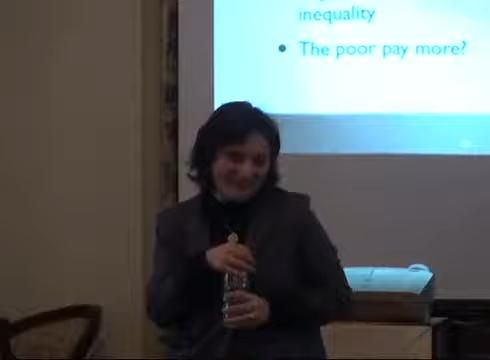 inequality
• The poor pay more?